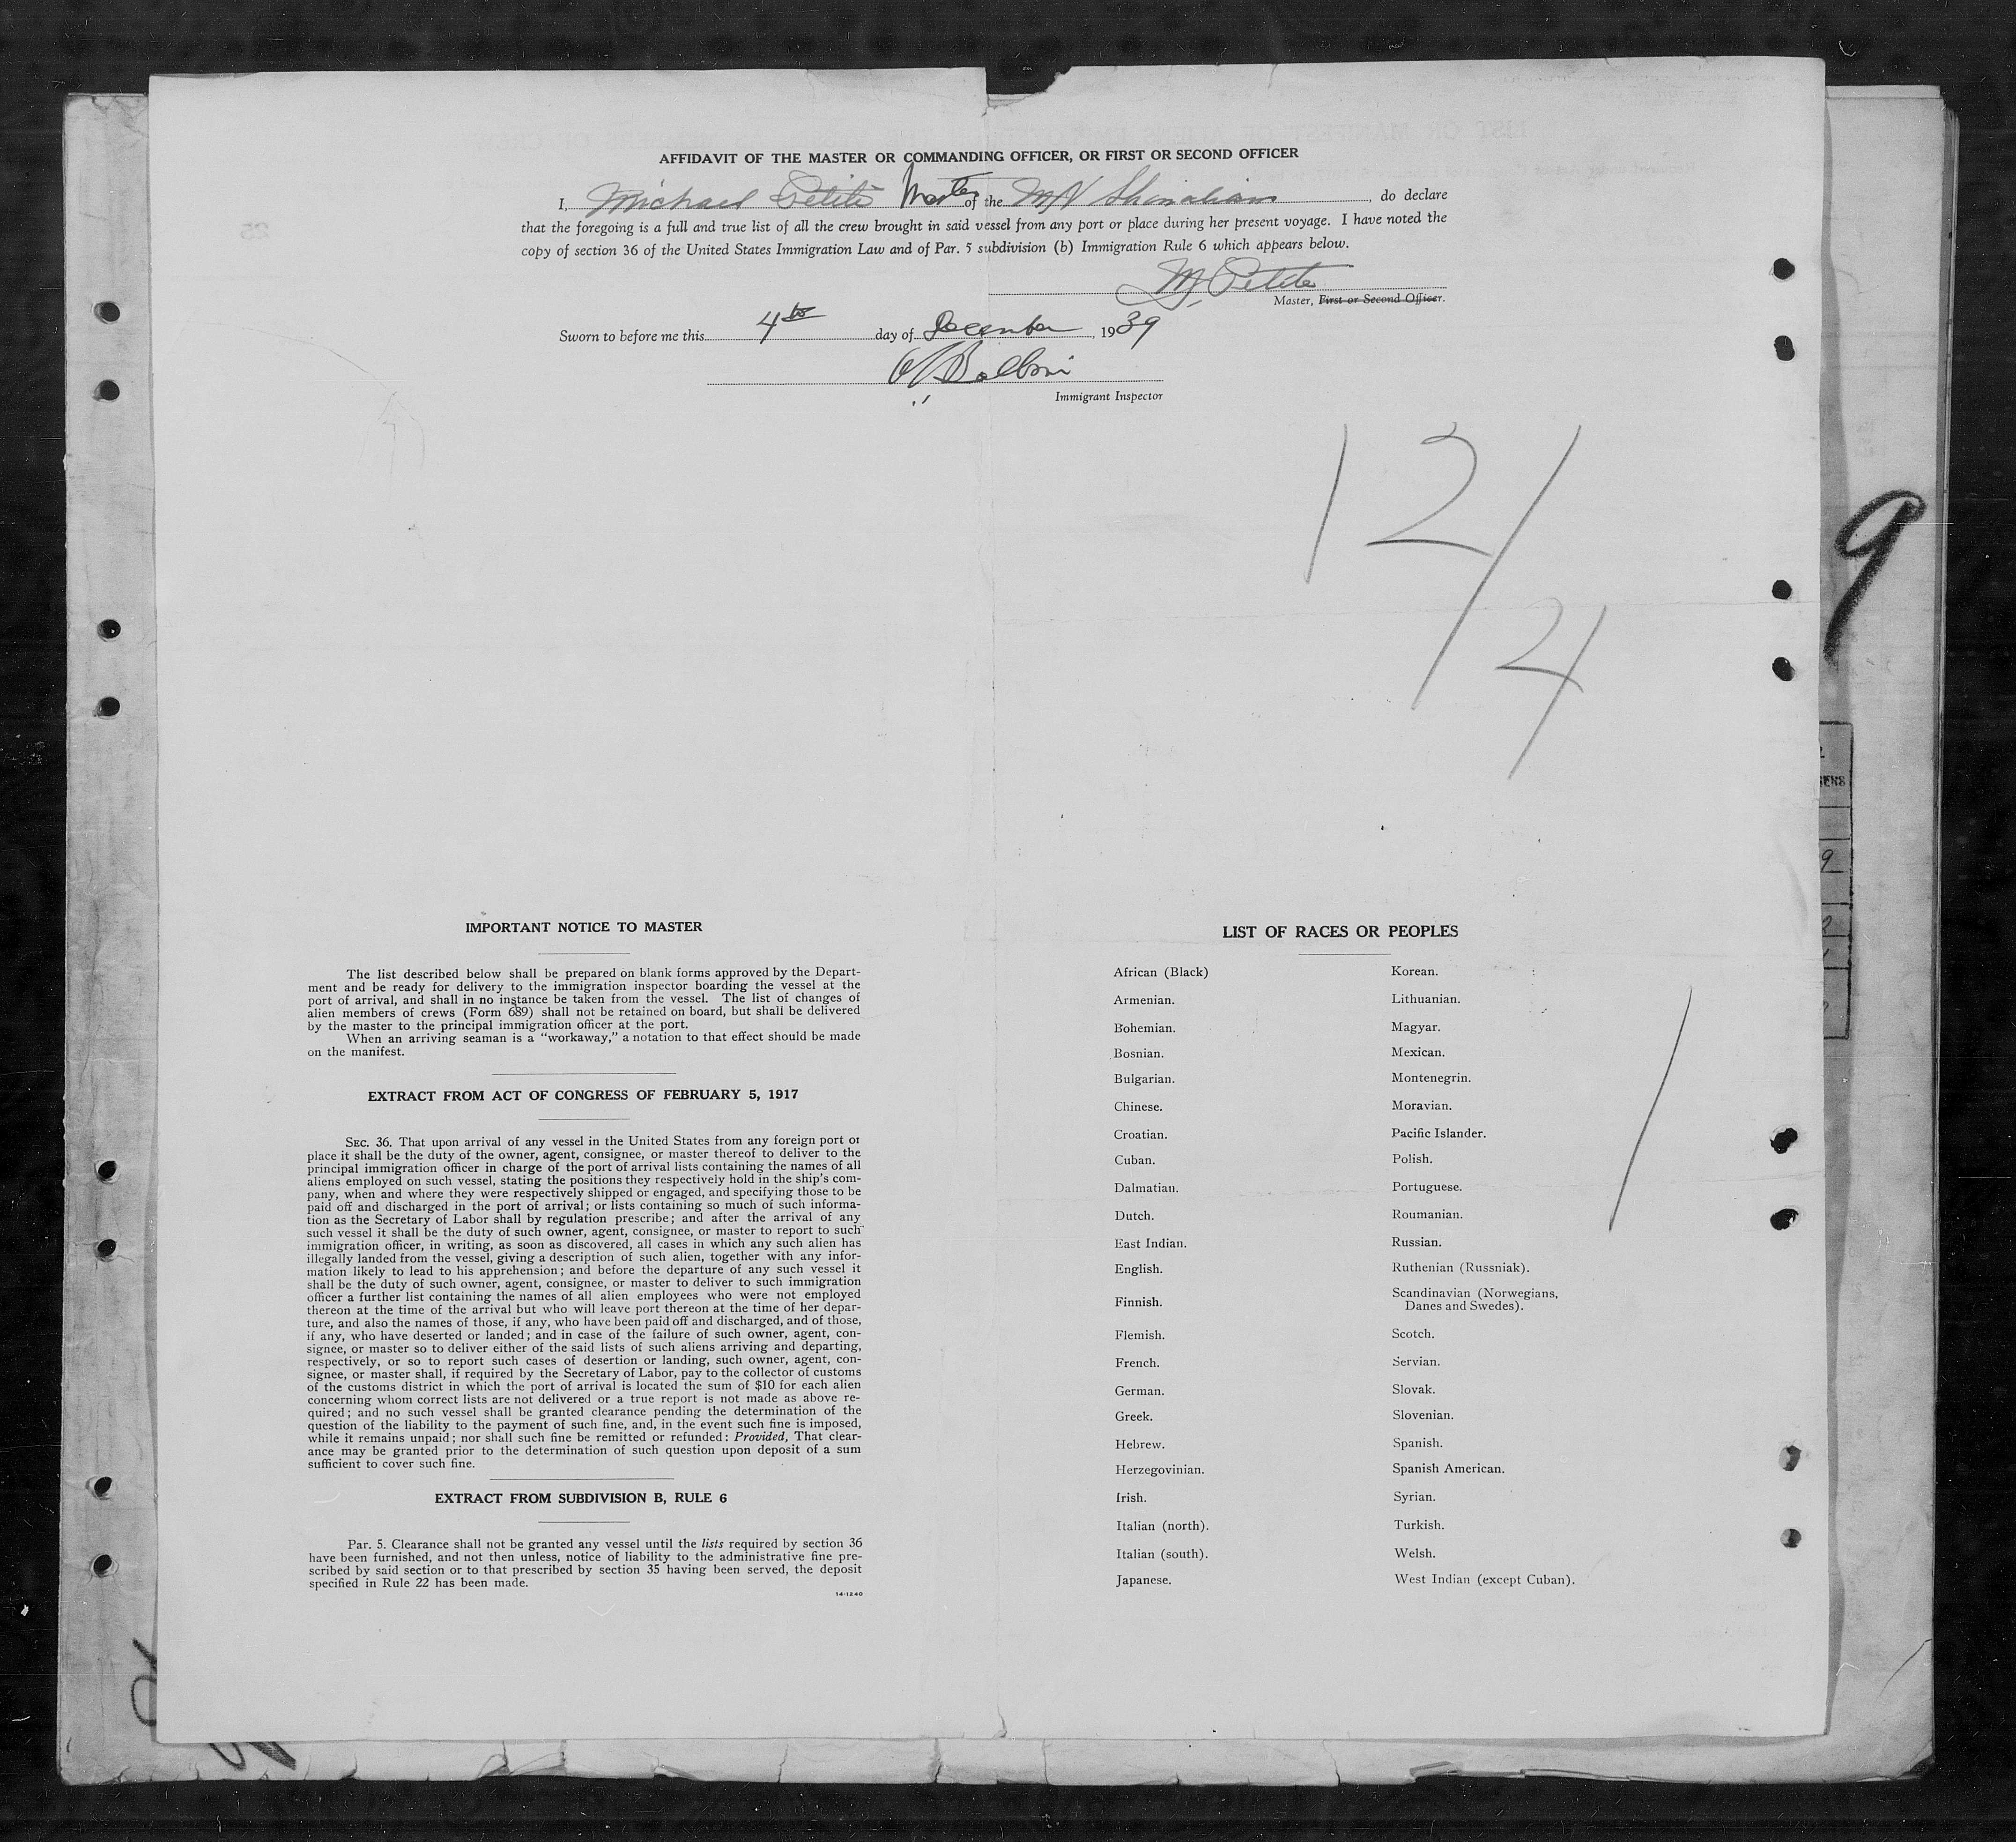 AFFIDAVIT OF THE MASTER OR COMMANDING OFFICER, OR FIRST OR SECOND OFFICER
I, Michael Petite Master of the M/V , do declare
that the foregoing is a full and true list of all the crew brought in said vessel from any port or place during her present voyage. I have noted the
copy of section 36 of the United States Immigration Law and of Par. 5 subdivision (b) Immigration Rule 6 which appears below.
M Petite
Master, First or Second Officer.
Sworn to before me this 4th day of December, 1939
Immigrant Inspector
12/4
9
IMPORTANT NOTICE TO MASTER
The list described below shall be prepared on blank forms approved by the Depart-
ment and be ready for delivery to the immigration inspector boarding the vessel at the
port of arrival, and shall in no instance be taken from the vessel. The list of changes of
alien members of crews (Form 689) shall not be retained on board, but shall be delivered
by the master to the principal immigration officer at the port.
When an arriving seaman is a "workaway," a notation to that effect should be made
on the manifest.
EXTRACT FROM ACT OF CONGRESS OF FEBRUARY 5, 1917
SEC. 36. That upon arrival of any vessel in the United States from any foreign port or
place it shall be the duty of the owner, agent, consignee, or master thereof to deliver to the
principal immigration officer in charge of the port of arrival lists containing the names of all
aliens employed on such vessel, stating the positions they respectively hold in the ship's com-
pany, when and where they were respectively shipped or engaged, and specifying those to be
paid off and discharged in the port of arrival; or lists containing so much of such informa-
tion as the Secretary of Labor shall by regulation prescribe; and after the arrival of any
such vessel it shall be the duty of such owner, agent, consignee, or master to report to such
immigration officer, in writing, as soon as discovered, all cases in which any such alien has
illegally landed from the vessel, giving a description of such alien, together with any infor-
mation likely to lead to his apprehension; and before the departure of any such vessel it
shall be the duty of such owner, agent, consignee, or master to deliver to such immigration
officer a further list containing the names of all alien employees who were not employed
thereon at the time of the arrival but who will leave port thereon at the time of her depar-
ture, and also the names of those, if any, who have been paid off and discharged, and of those,
if any, who have deserted or landed; and in case of the failure of such owner, agent, con-
signee, or master so to deliver either of the said lists of such aliens arriving and departing,
respectively, or so to report such cases of desertion or landing, such owner, agent, con-
signee, or master shall, if required by the Secretary of Labor, pay to the collector of customs
of the customs district in which the port of arrival is located the sum of $10 for each alien
concerning whom correct lists are not delivered or a true report is not made as above re-
quired; and no such vessel shall be granted clearance pending the determination of the
question of the liability to the payment of such fine, and, in the event such fine is imposed,
while it remains unpaid; nor shall such fine be remitted or refunded: Provided, That clear-
ance may be granted prior to the determination of such question upon deposit of a sum
sufficient to cover such fine.
EXTRACT FROM SUBDIVISION B, RULE 6
Par. 5. Clearance shall not be granted any vessel until the lists required by section 36
have been furnished, and not then unless, notice of liability to the administrative fine pre-
scribed by said section or to that prescribed by section 35 having been served, the deposit
specified in Rule 22 has been made.
14-1240
LIST OF RACES OR PEOPLES
African (Black)
Armenian.
Bohemian.
Bosnian.
Bulgarian.
Chinese.
Croatian.
Cuban.
Dalmatian.
Dutch.
East Indian.
English.
Finnish.
Flemish.
French.
German.
Greek.
Hebrew.
Herzegovinian.
Irish.
Italian (north).
Italian (south).
Japanese.
Korean.
Lithuanian.
Magyar.
Mexican.
Montenegrin.
Moravian.
Pacific Islander.
Polish.
Portuguese.
Roumanian.
Russian.
Ruthenian (Russniak).
Scandinavian (Norwegians,
Danes and Swedes).
Scotch.
Servian.
Slovak.
Slovenian.
Spanish.
Spanish American.
Syrian.
Turkish.
Welsh.
West Indian (except Cuban).